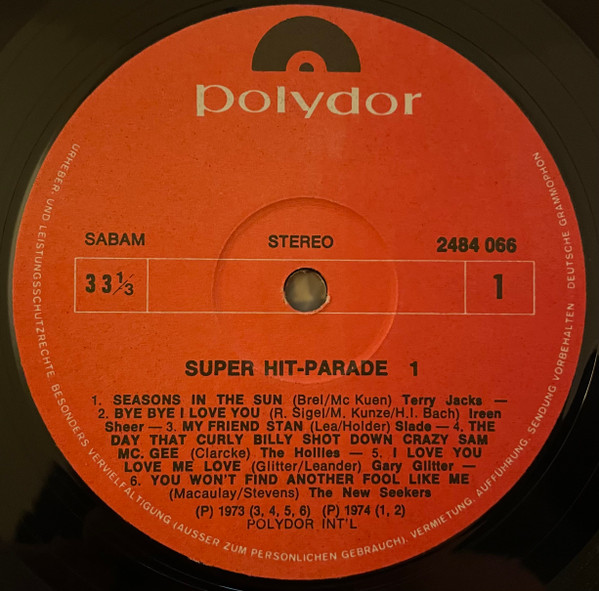 polydor
SABAM
STEREO
2484 066
33 1/3
1
SUPER HIT-PARADE 1
1. SEASONS IN THE SUN (Brel/Mc Kuen) Terry Jacks —
2. BYE BYE I LOVE YOU (R. Sigel/M. Kunze/H.I. Bach) Ireen
Sheer — 3. MY FRIEND STAN (Lea/Holder) Slade — 4. THE
DAY THAT CURLY BILLY SHOT DOWN CRAZY SAM
MC. GEE (Clarcke) The Hollies — 5. I LOVE YOU
LOVE ME LOVE (Glitter/Leander) Gary Glitter —
6. YOU WON'T FIND ANOTHER FOOL LIKE ME
(Macaulay/Stevens) The New Seekers
(P) 1973 (3, 4, 5, 6) (P) 1974 (1, 2)
POLYDOR INT'L
URHEBER- UND LEISTUNGSSCHUTZRECHTE BESONDERS VERVIELFÄLTIGUNG (AUSSER ZUM PERSÖNLICHEN GEBRAUCH), VERMIETUNG, AUFFÜHRUNG, SENDUNG VORBEHALTEN DEUTSCHE GRAMMOPHON